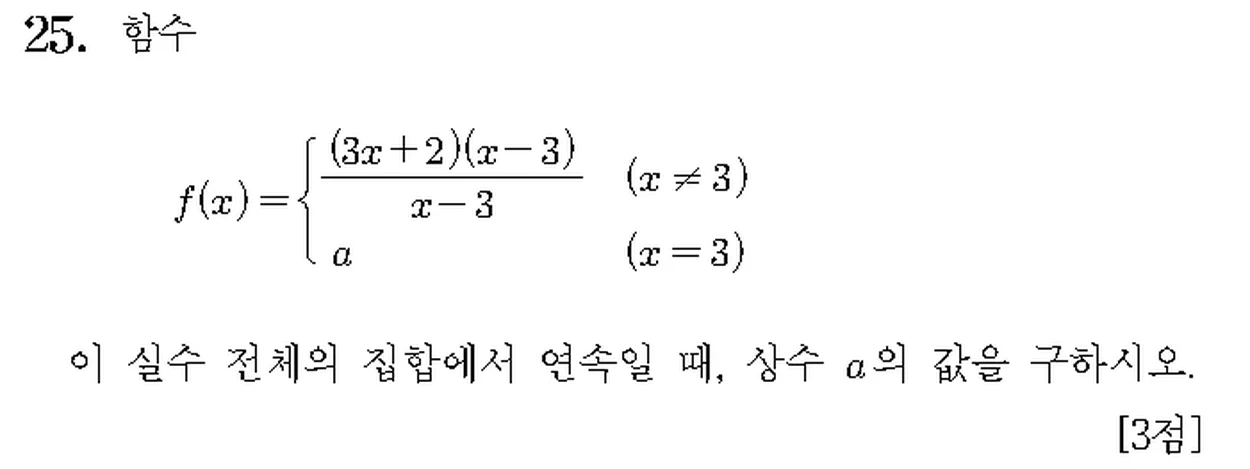 25. 함수
f(x) = { (3x+2)(x-3) / (x-3) (x ≠ 3)
a (x = 3)
이 실수 전체의 집합에서 연속일 때, 상수 a의 값을 구하시오.
[3점]